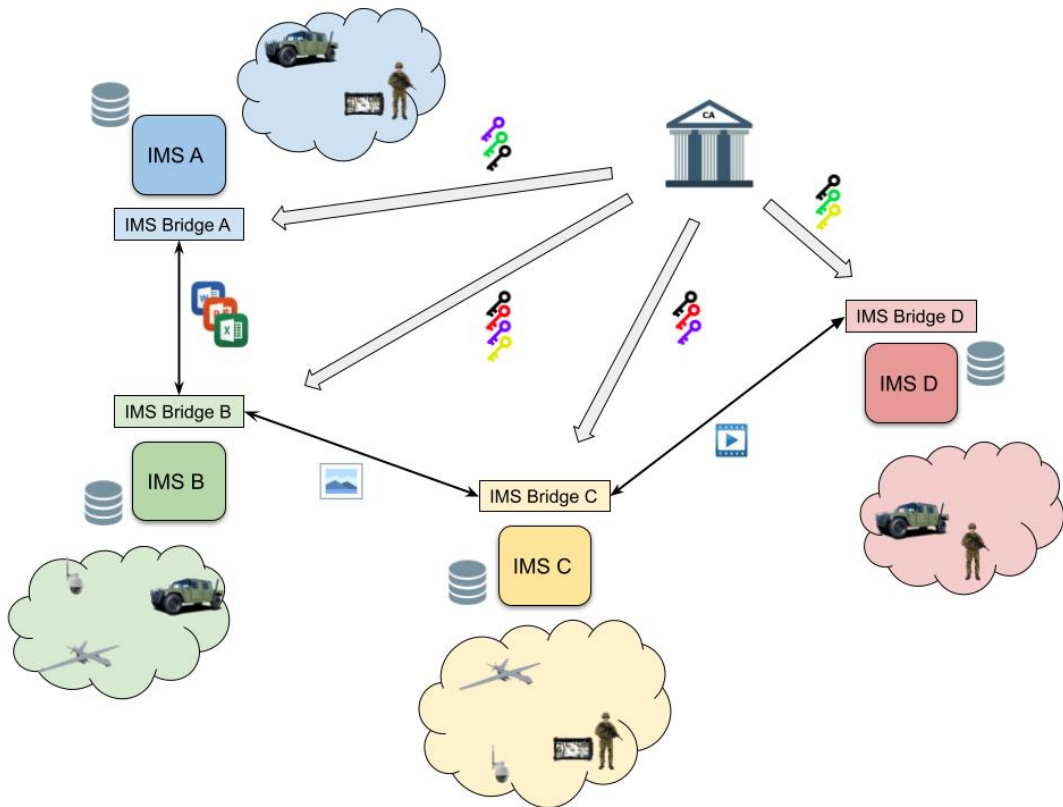 CA
IMS A
IMS Bridge A
W
X
IMS Bridge D
IMS D
IMS Bridge B
IMS B
IMS Bridge C
IMS C